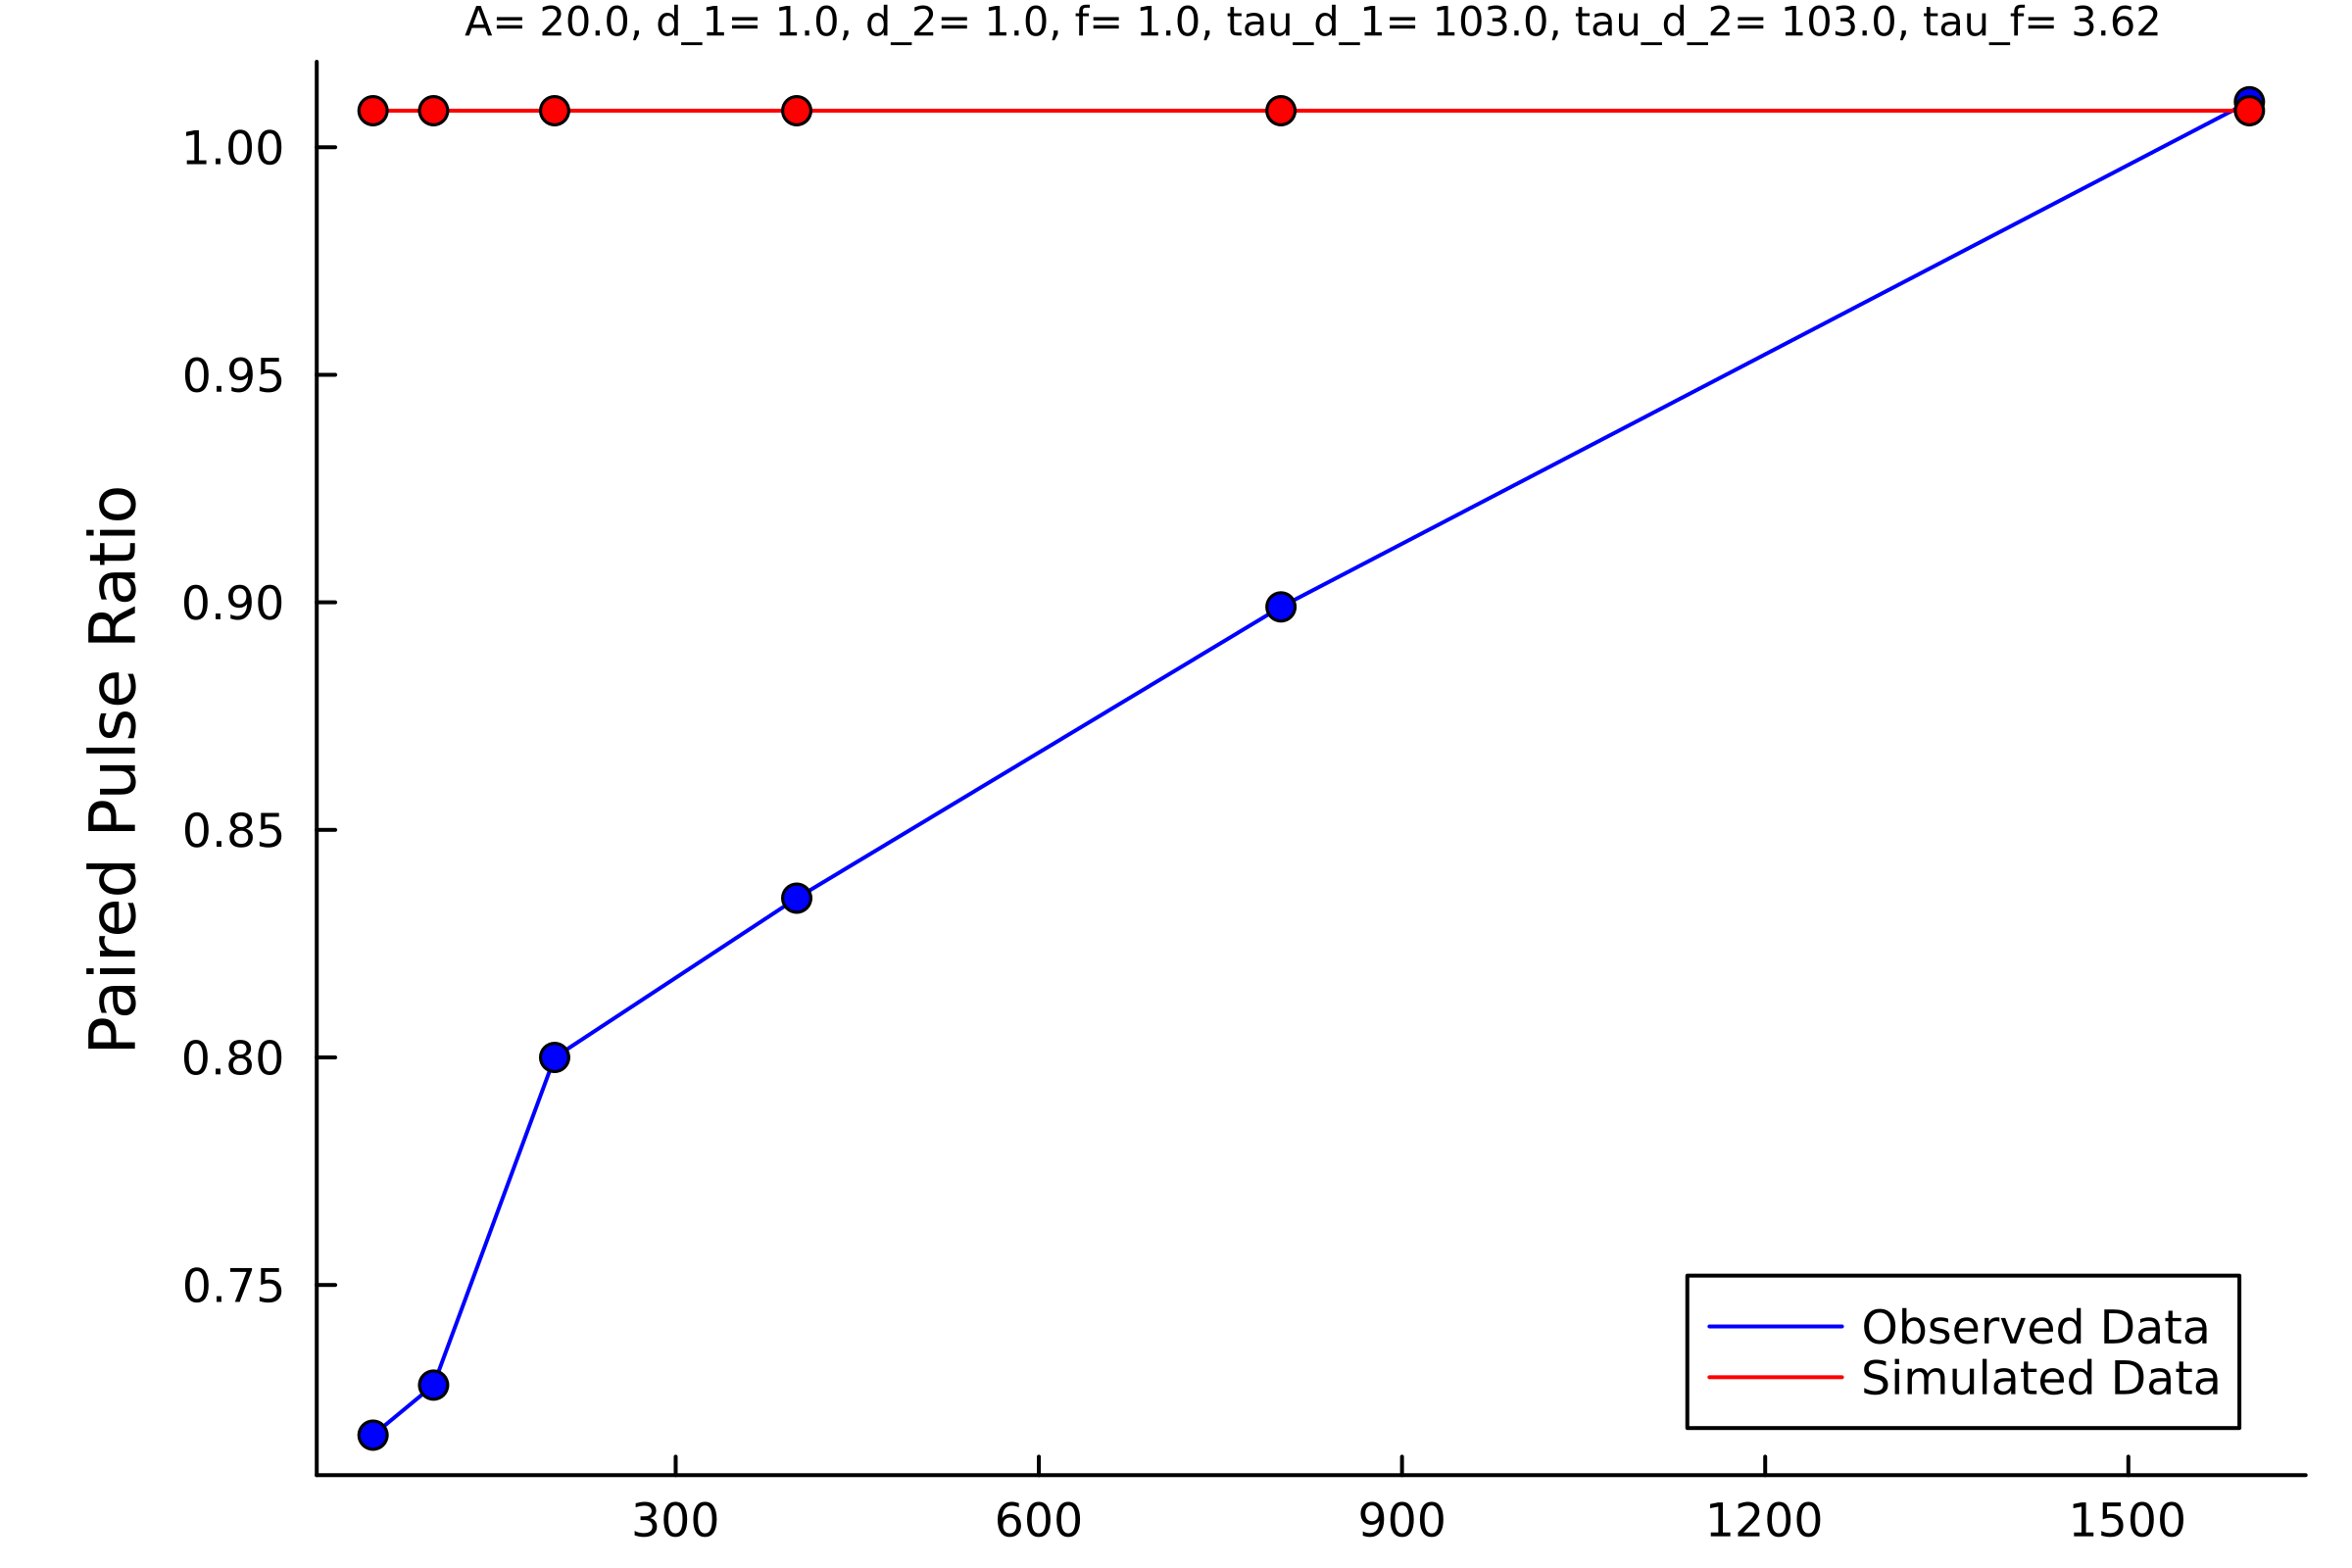 A= 20.0, d_1= 1.0, d_2= 1.0, f= 1.0, tau_d_1= 103.0, tau_d_2= 103.0, tau_f= 3.62
1.00
0.95
0.90
0.85
0.80
0.75
Paired Pulse Ratio
Observed Data
Simulated Data
300
600
900
1200
1500